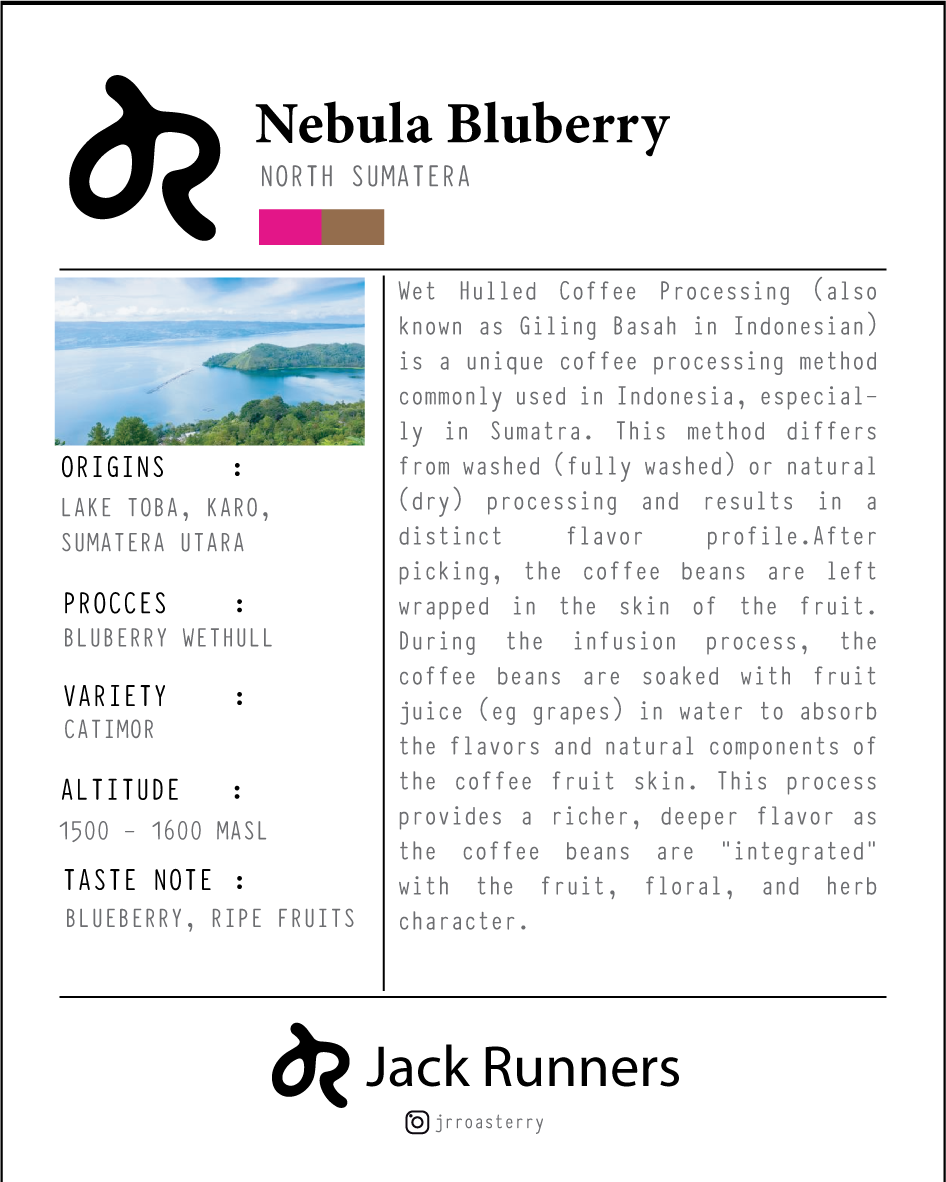 Nebula Bluberry
NORTH SUMATERA
ORIGINS :
LAKE TOBA, KARO,
SUMATERA UTARA
PROCCES :
BLUBERRY WETHULL
VARIETY :
CATIMOR
ALTITUDE :
1500 - 1600 MASL
TASTE NOTE :
BLUEBERRY, RIPE FRUITS
Wet Hulled Coffee Processing (also
known as Giling Basah in Indonesian)
is a unique coffee processing method
commonly used in Indonesia, especial-
ly in Sumatra. This method differs
from washed (fully washed) or natural
(dry) processing and results in a
distinct flavor profile.After
picking, the coffee beans are left
wrapped in the skin of the fruit.
During the infusion process, the
coffee beans are soaked with fruit
juice (eg grapes) in water to absorb
the flavors and natural components of
the coffee fruit skin. This process
provides a richer, deeper flavor as
the coffee beans are "integrated"
with the fruit, floral, and herb
character.
Jack Runners
jrroasterry